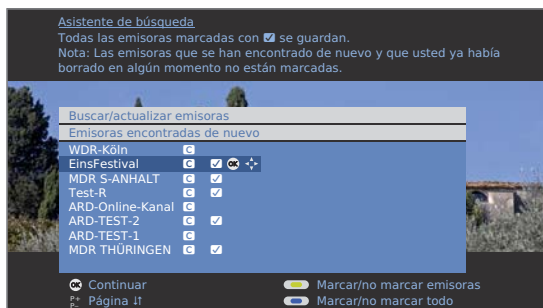 Asistente de búsqueda
Todas las emisoras marcadas con ☑ se guardan.
Nota: Las emisoras que se han encontrado de nuevo y que usted ya había
borrado en algún momento no están marcadas.
Buscar/actualizar emisoras
Emisoras encontradas de nuevo
WDR-Köln C
EinsFestival C ☑ OK
MDR S-ANHALT C ☑
Test-R C ☑
ARD-Online-Kanal C
ARD-TEST-2 C ☑
ARD-TEST-1 C
MDR THÜRINGEN C ☑
OK Continuar Marcar/no marcar emisoras
P+ P- Página ↓↑ Marcar/no marcar todo